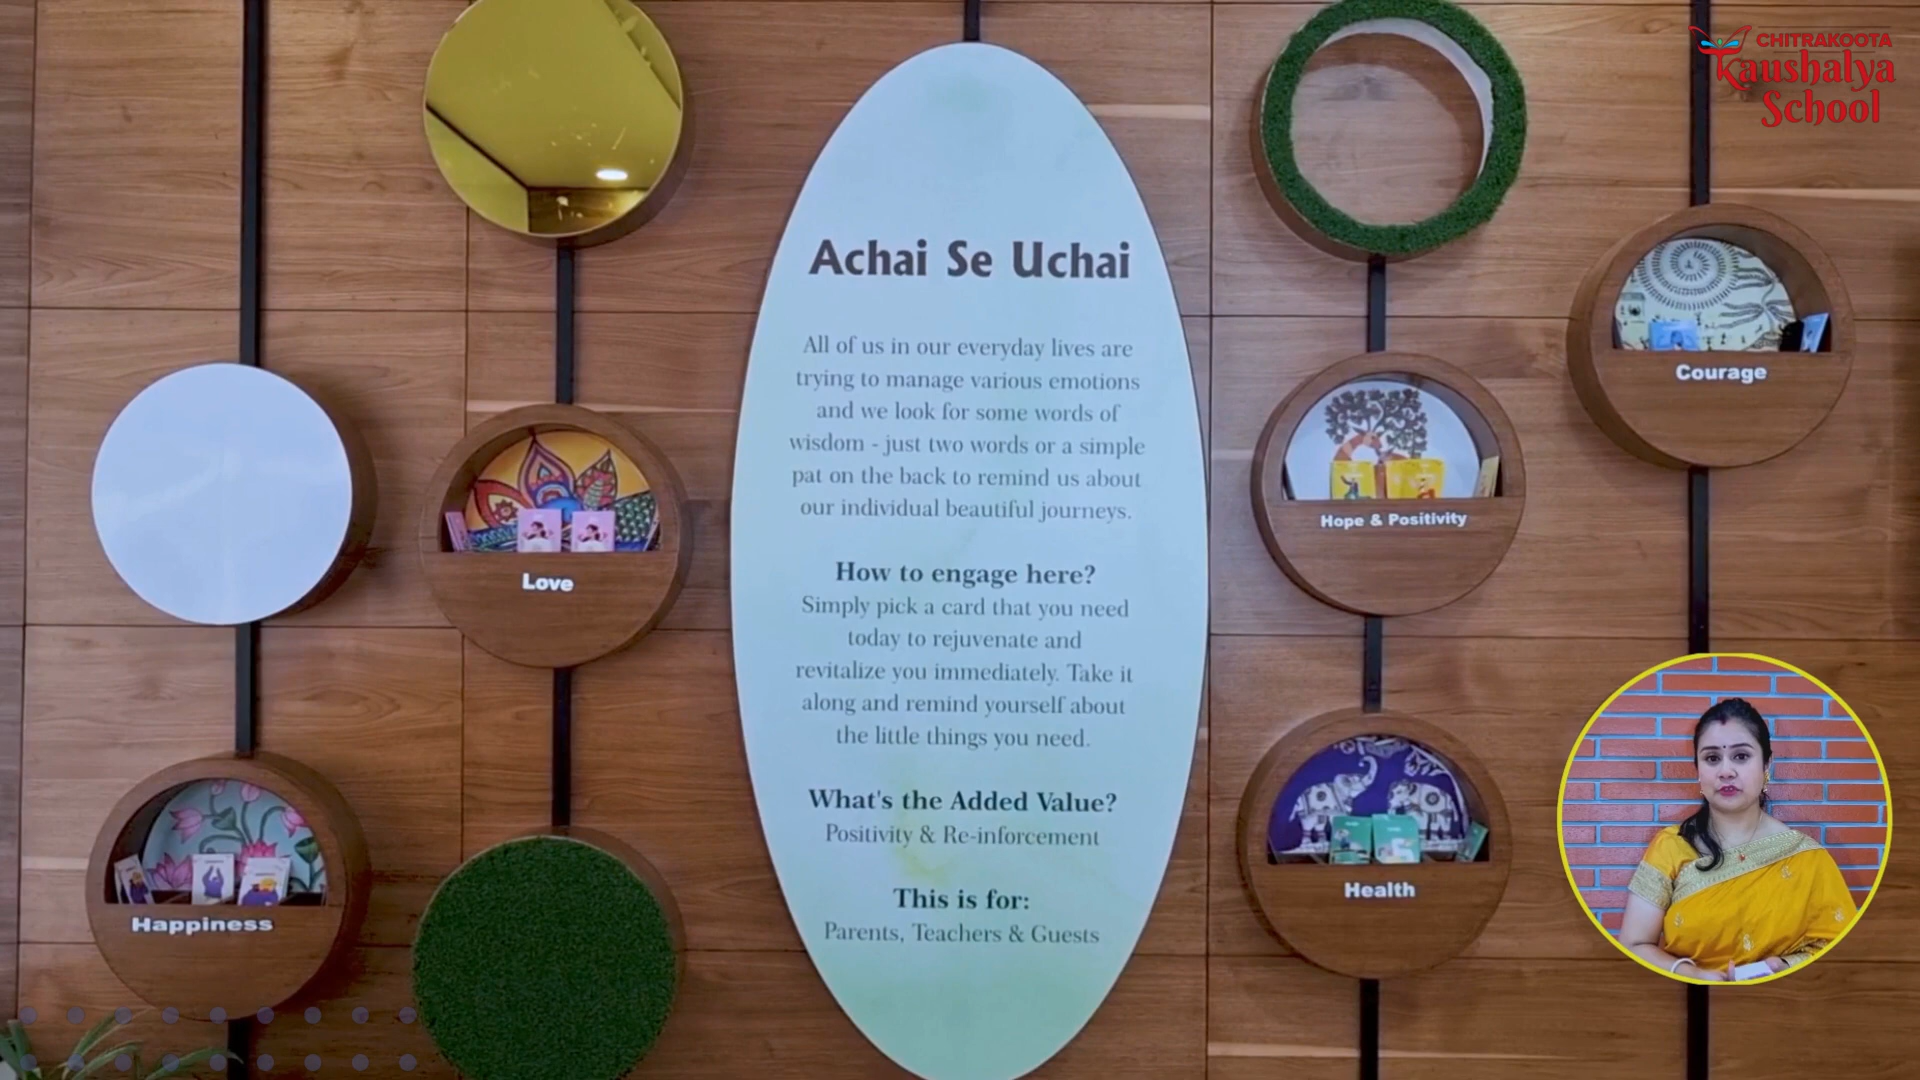 CHITRAKOOTA
Kaushalya
School
Achai Se Uchai
All of us in our everyday lives are
trying to manage various emotions
and we look for some words of
wisdom - just two words or a simple
pat on the back to remind us about
our individual beautiful journeys.
How to engage here?
Simply pick a card that you need
today to rejuvenate and
revitalize you immediately. Take it
along and remind yourself about
the little things you need.
What's the Added Value?
Positivity & Re-inforcement
This is for:
Parents, Teachers & Guests
Love
Happiness
Courage
Hope & Positivity
Health